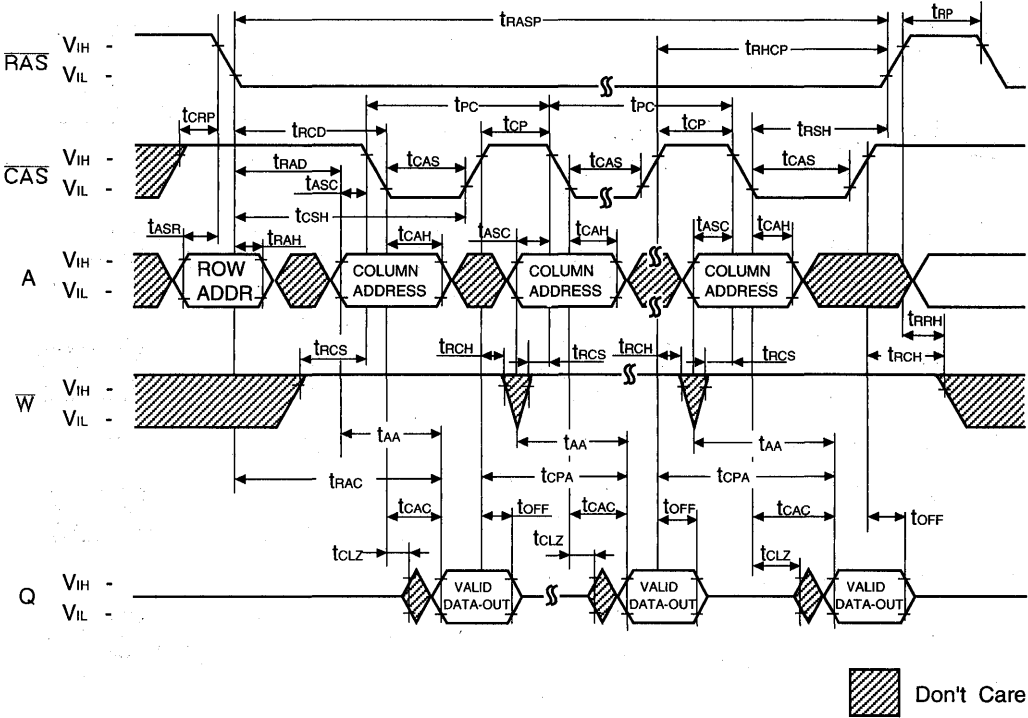 tRASP
tRP
RAS
VIH -
VIL -
tRHCP
tPC
tPC
tCRP
tRCD
tCP
tCP
tRSH
CAS
VIH -
VIL -
tRAD
tCAS
tCAS
tCAS
tASC
tCSH
tASR
tRAH
tCAH
tASC
tCAH
tASC
tCAH
A
VIH -
VIL -
ROW
ADDR
COLUMN
ADDRESS
COLUMN
ADDRESS
COLUMN
ADDRESS
tRRH
tRCS
tRCH
tRCS
tRCH
tRCS
tRCH
W
VIH -
VIL -
tAA
tAA
tAA
tRAC
tCPA
tCPA
tCAC
tOFF
tCAC
tOFF
tCAC
tOFF
tCLZ
tCLZ
tCLZ
Q
VIH -
VIL -
VALID
DATA-OUT
VALID
DATA-OUT
VALID
DATA-OUT
Don't Care